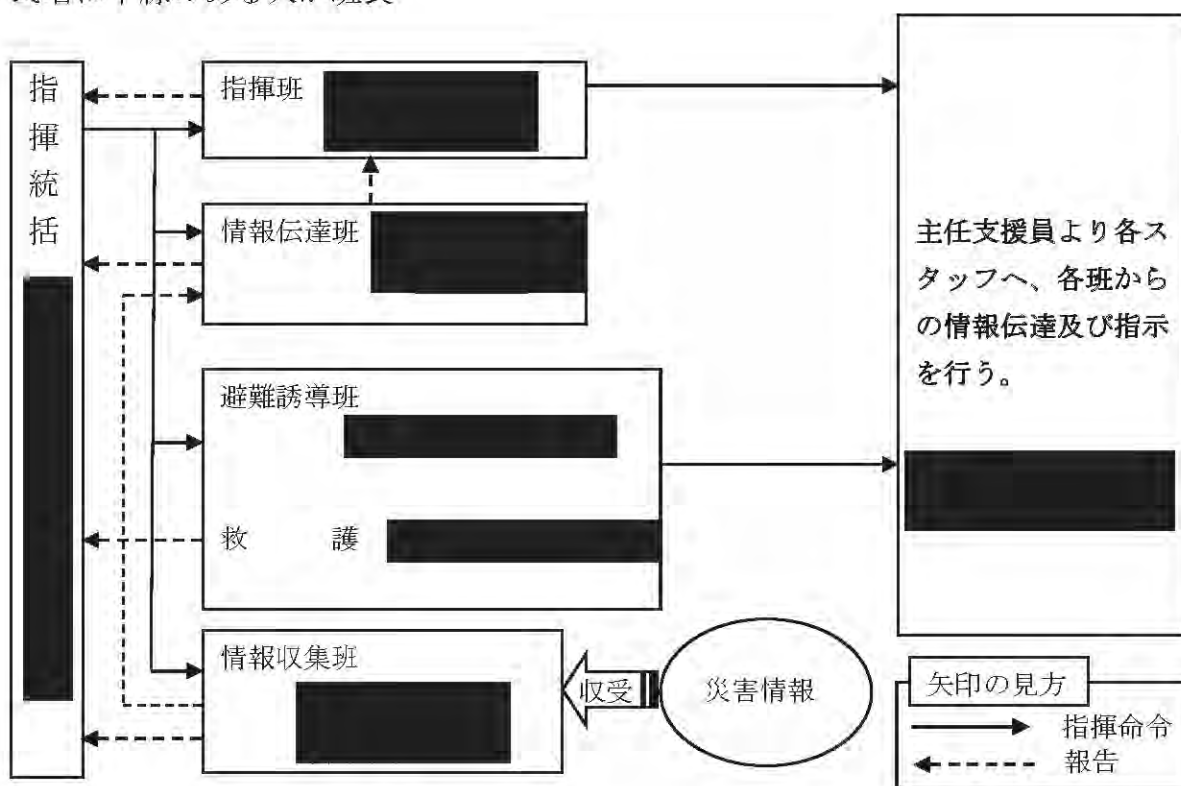 指揮統括
指揮班
情報伝達班
避難誘導班
救　　護
情報収集班
収受
災害情報
主任支援員より各ス
タッフへ、各班から
の情報伝達及び指示
を行う。
矢印の見方
指揮命令
報告